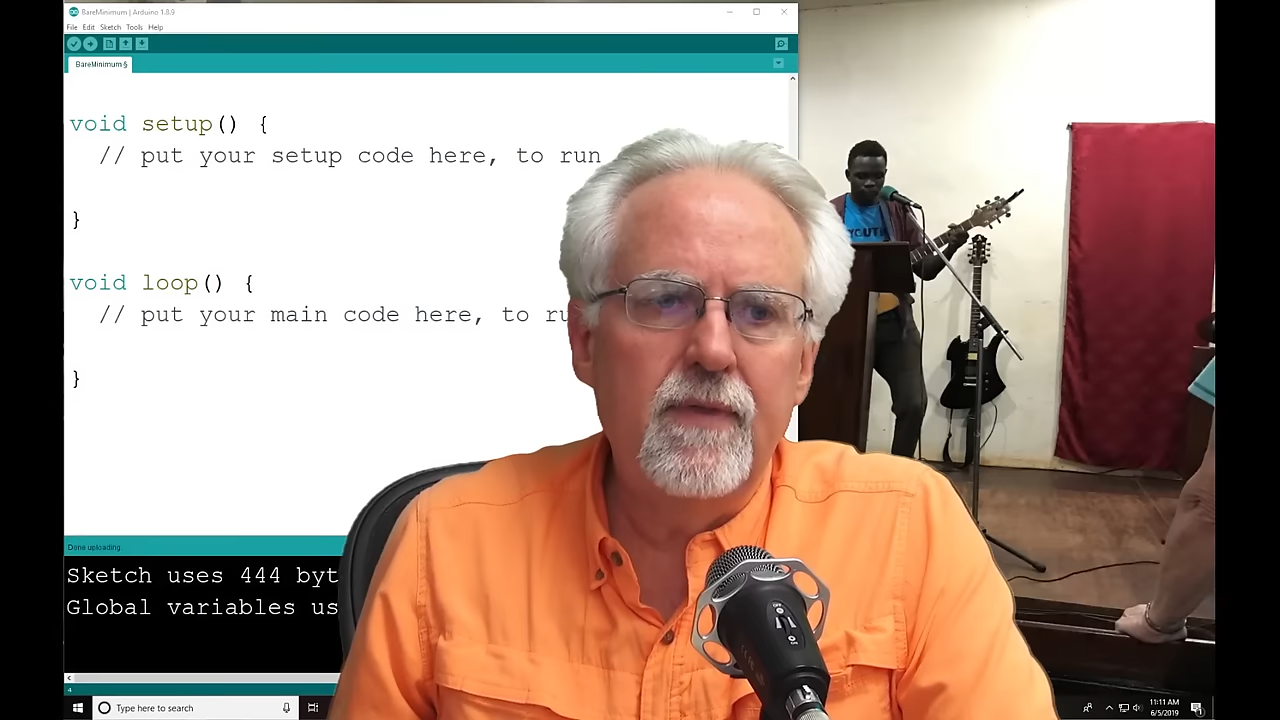 BareMinimum | Arduino 1.8.9
File Edit Sketch Tools Help
BareMinimum §
void setup() {
// put your setup code here, to run
}
void loop() {
// put your main code here, to ru
}
YOUTH
Done uploading.
Sketch uses 444 byt
Global variables us
4
Type here to search
11:11 AM
6/5/2019